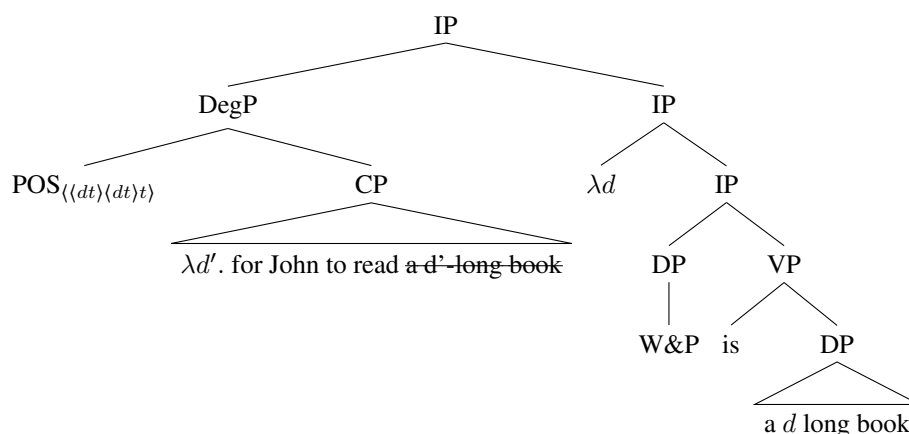 IP
DegP IP
POS⟨⟨dt⟩⟨dt⟩t⟩ CP λd IP
λd′. for John to read a d'-long book DP VP
W&P is DP
a d long book